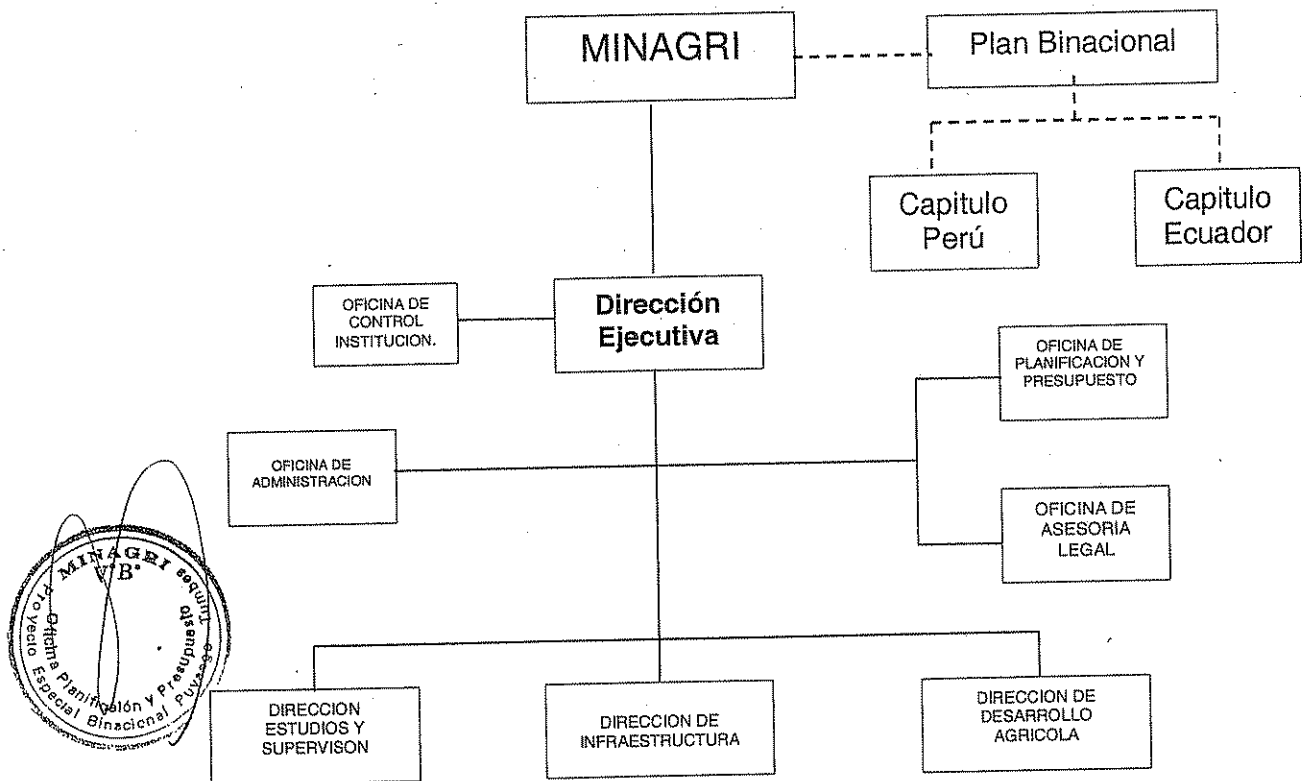 MINAGRI
Plan Binacional
Capitulo
Perú
Capitulo
Ecuador
OFICINA DE
CONTROL
INSTITUCION.
Dirección
Ejecutiva
OFICINA DE
PLANIFICACION Y
PRESUPUESTO
OFICINA DE
ADMINISTRACION
OFICINA DE
ASESORIA
LEGAL
MINAGRI
V°B°
Oficina Planificación y Presupuesto
Proyecto Especial Binacional Puyango Tumbes
DIRECCION
ESTUDIOS Y
SUPERVISON
DIRECCION DE
INFRAESTRUCTURA
DIRECCION DE
DESARROLLO
AGRICOLA